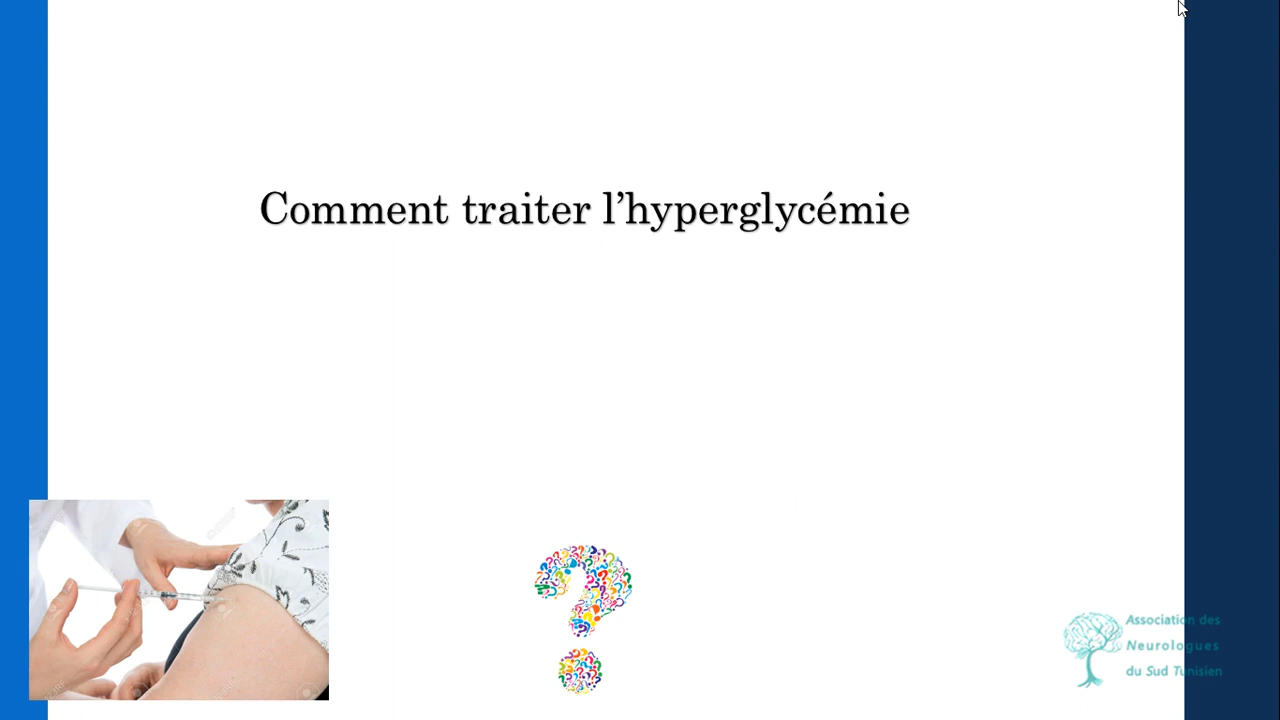 Comment traiter l’hyperglycémie
Association des
Neurologues
du Sud Tunisien